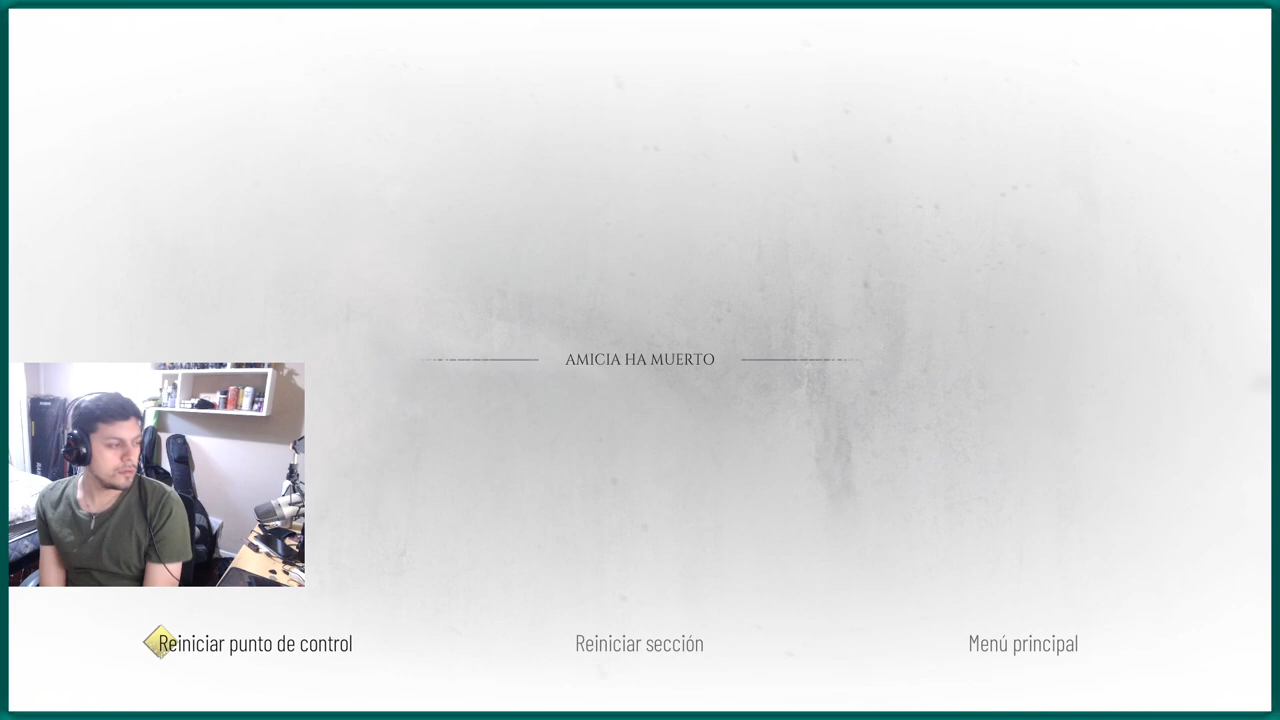 AMICIA HA MUERTO
Reiniciar punto de control
Reiniciar sección
Menú principal